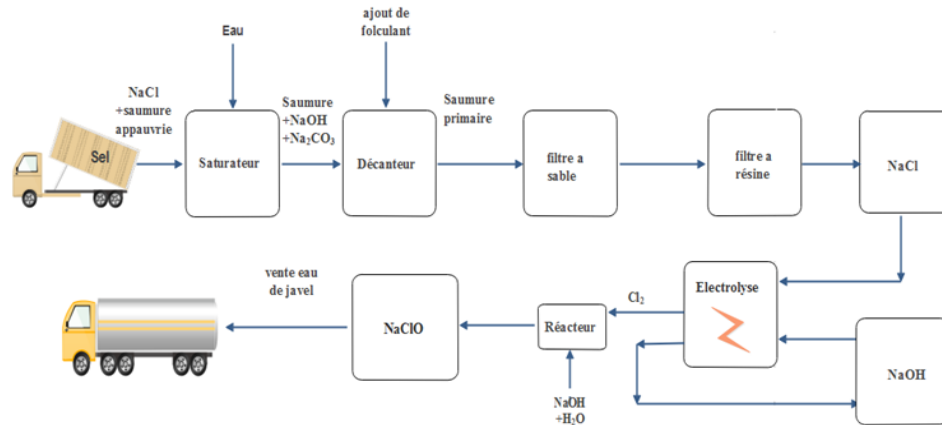 ajout de
folculant
Eau
NaCl
+saumure
appauvrie
Saumure
+NaOH
+Na₂CO₃
Saumure
primaire
Sel
Saturateur
Décanteur
filtre a
sable
filtre a
résine
NaCl
vente eau
de javel
NaClO
Réacteur
Cl₂
Electrolyse
NaOH
NaOH
+H₂O